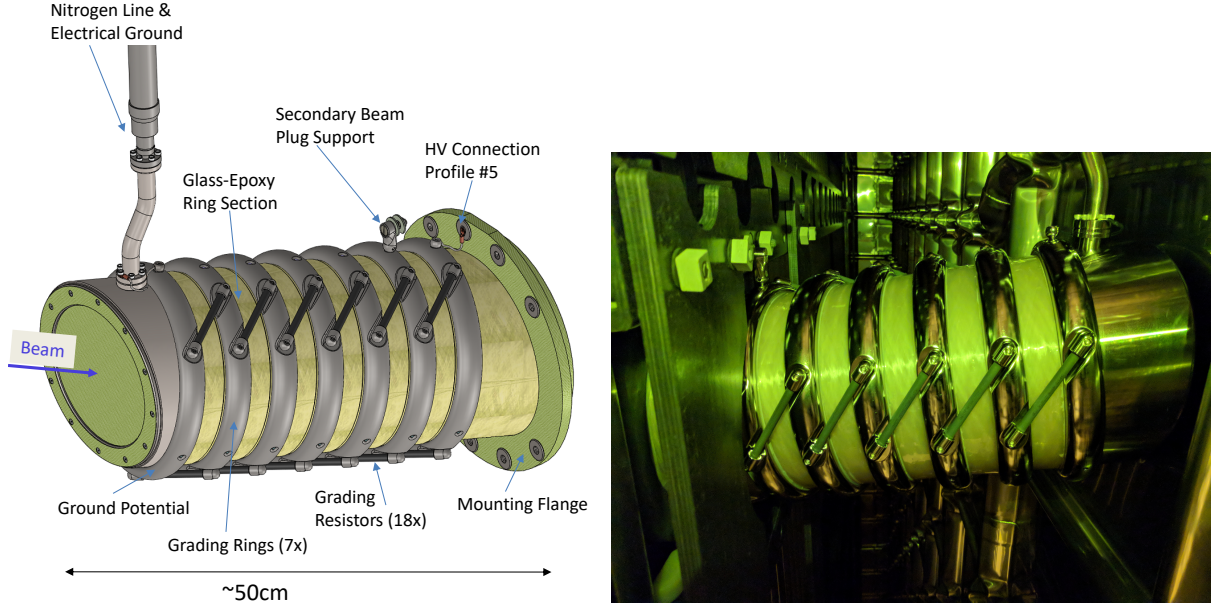 Nitrogen Line &
Electrical Ground
Secondary Beam
Plug Support
HV Connection
Profile #5
Glass-Epoxy
Ring Section
Beam
Ground Potential
Grading
Resistors (18x)
Mounting Flange
Grading Rings (7x)
~50cm